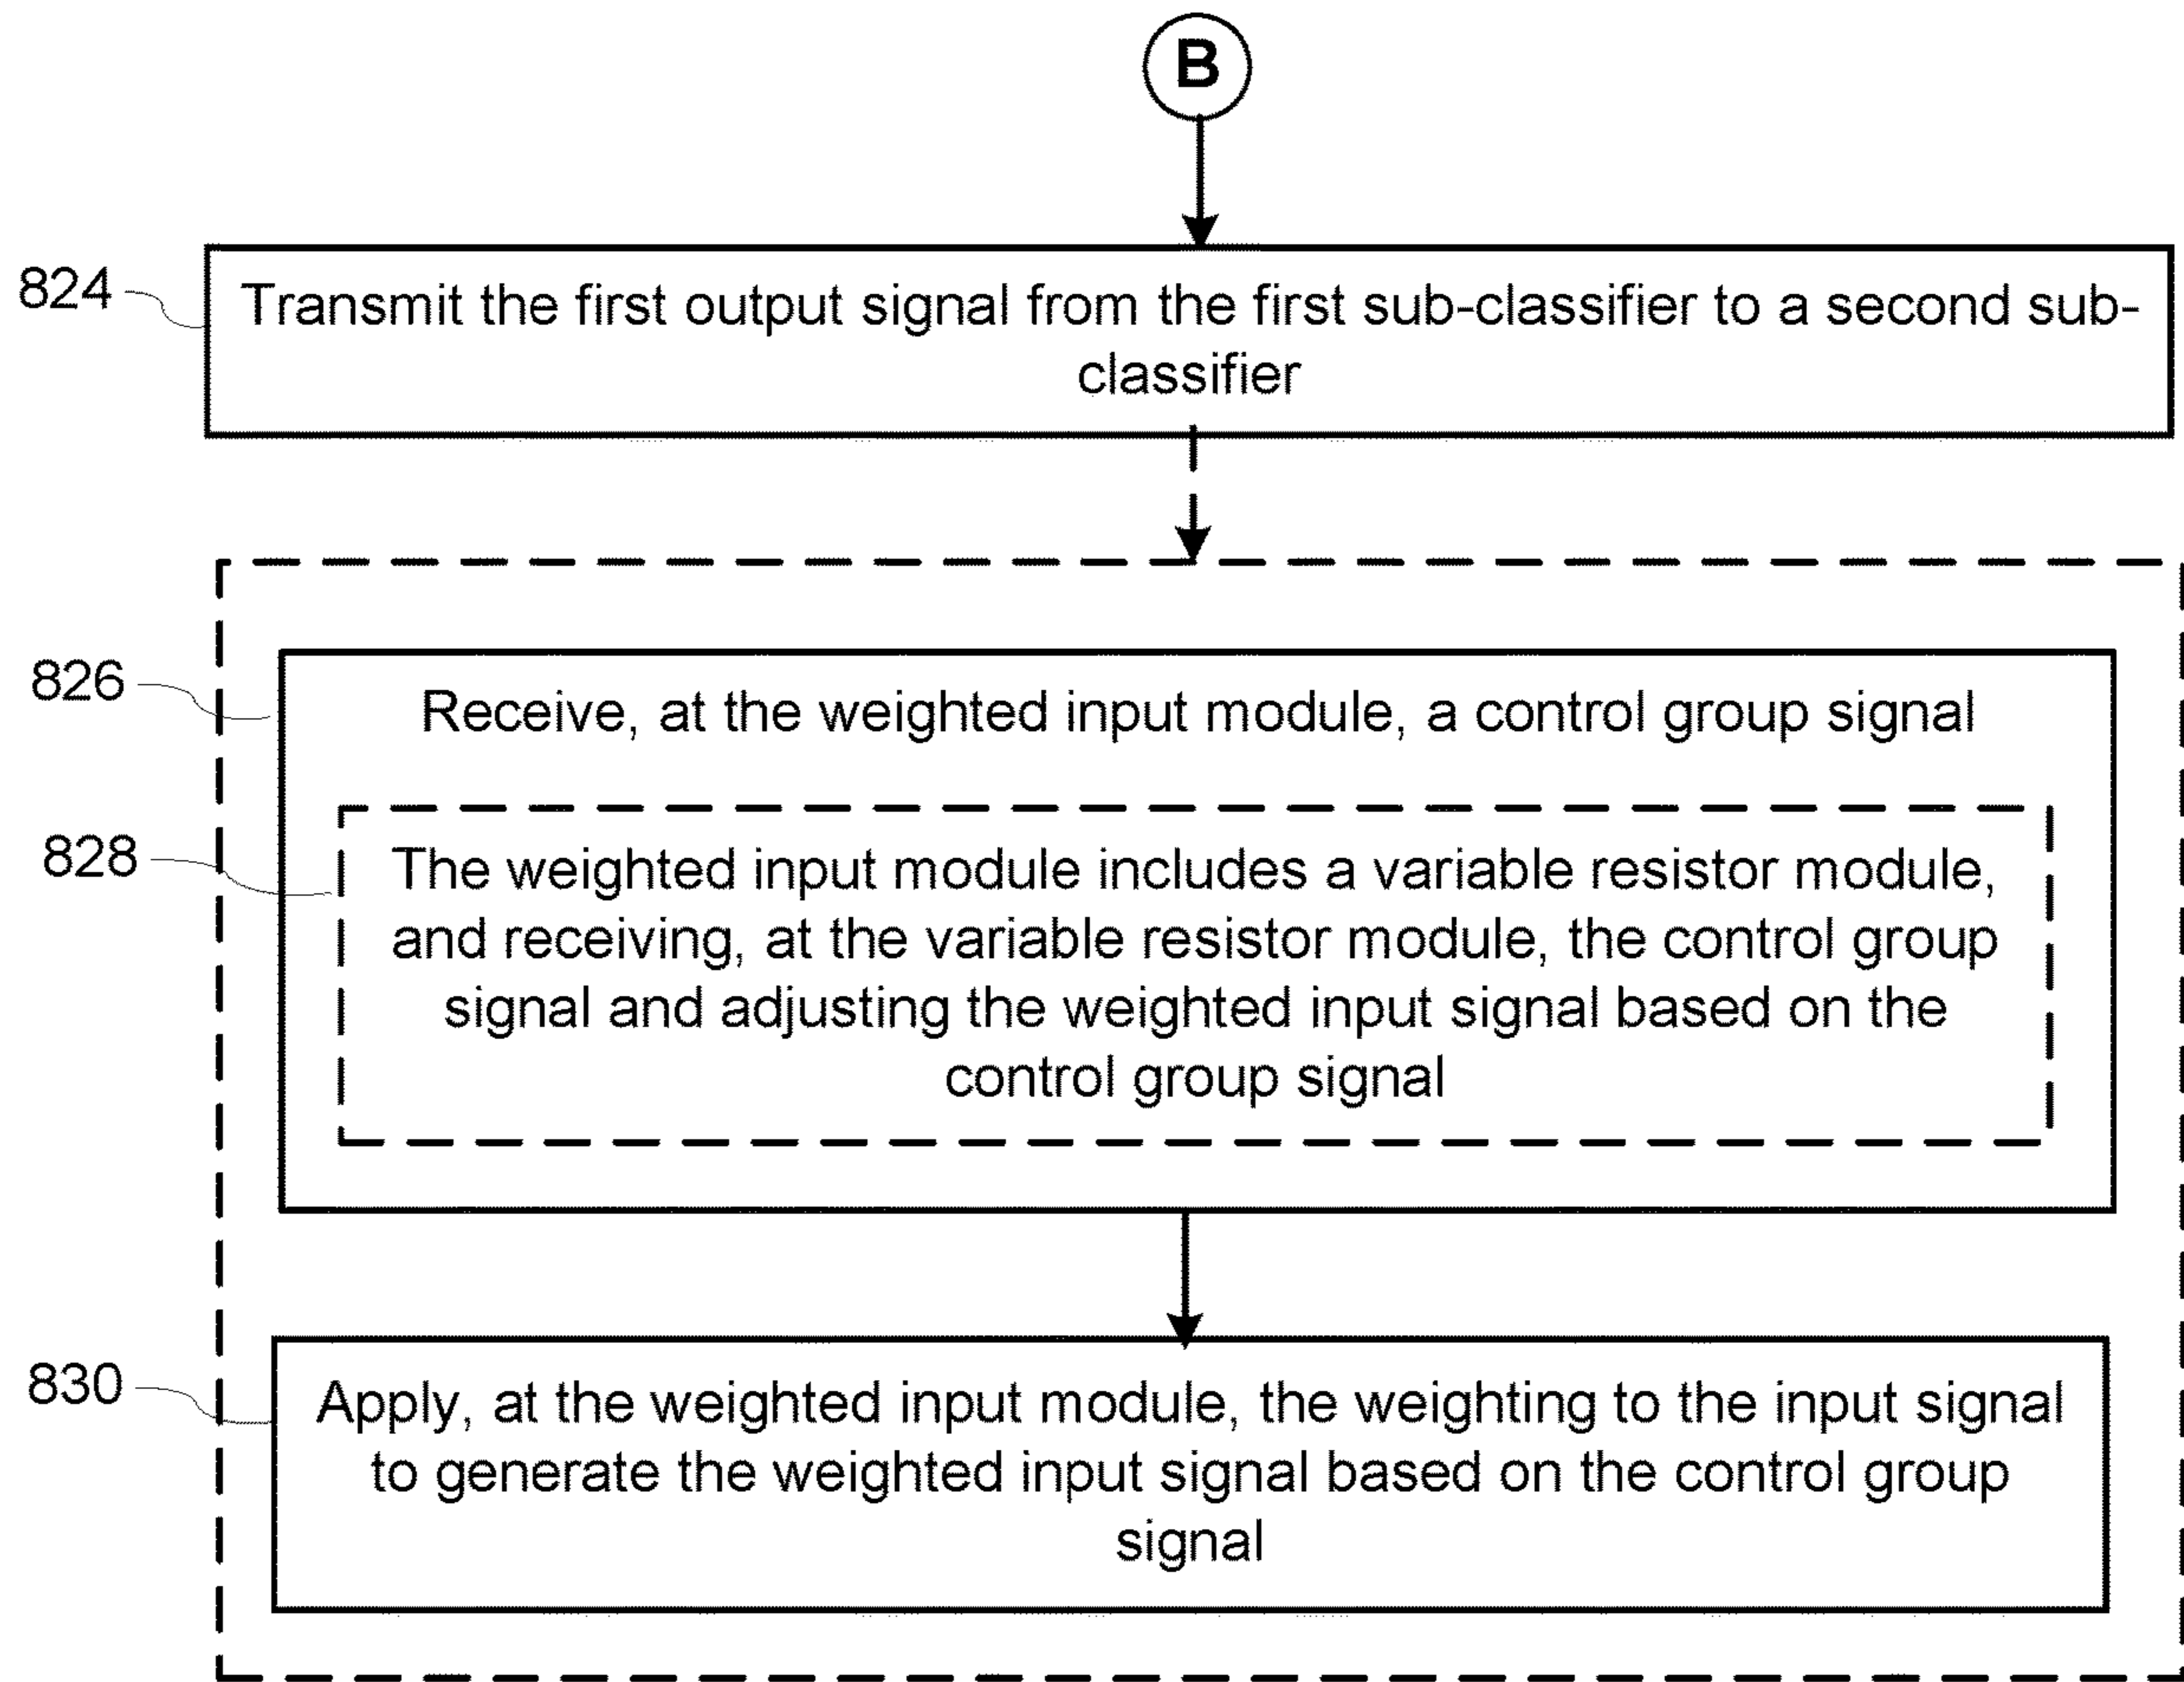 B
824
Transmit the first output signal from the first sub-classifier to a second sub-
classifier
826
Receive, at the weighted input module, a control group signal
828
The weighted input module includes a variable resistor module,
and receiving, at the variable resistor module, the control group
signal and adjusting the weighted input signal based on the
control group signal
830
Apply, at the weighted input module, the weighting to the input signal
to generate the weighted input signal based on the control group
signal